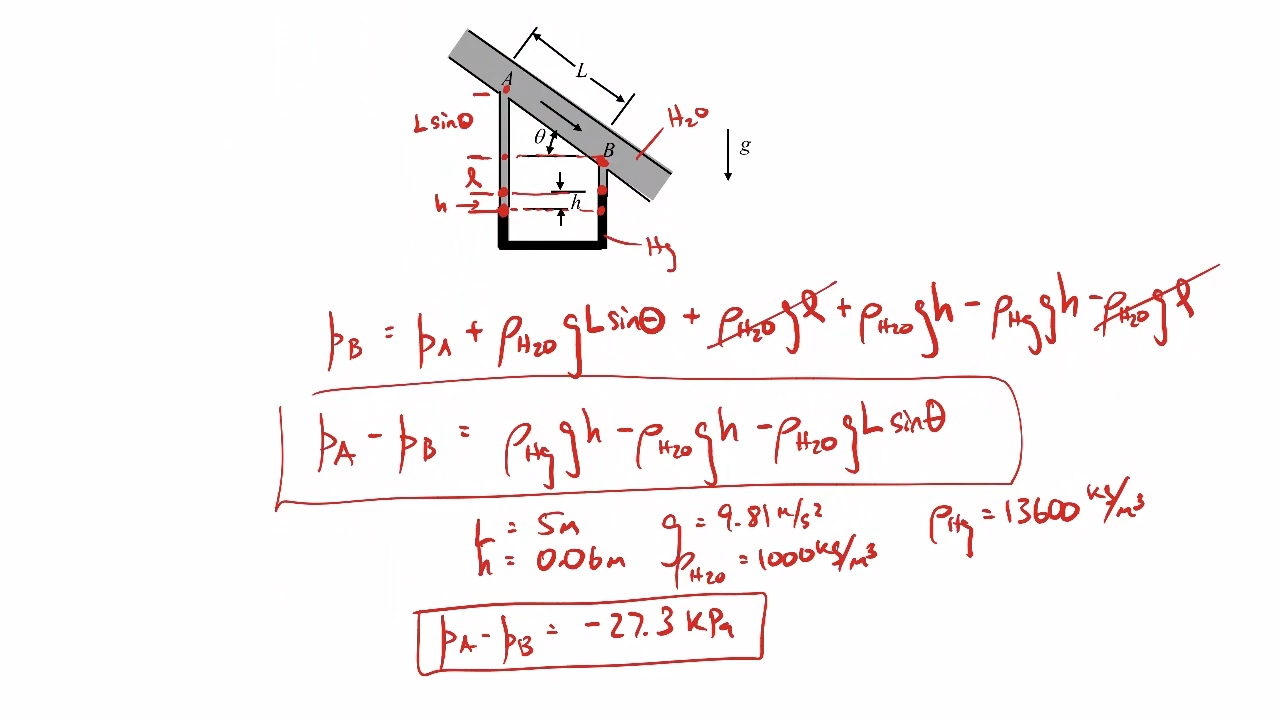 L
A
L sinθ
H₂O
θ
B
g
ℓ
h →
h
Hg
p_B = p_A + ρ_H₂O g L sinθ + ρ_H₂O g ℓ + ρ_H₂O g h − ρ_Hg g h − ρ_H₂O g ℓ
p_A − p_B = ρ_Hg g h − ρ_H₂O g h − ρ_H₂O g L sinθ
L = 5m g = 9.81 m/s² ρ_Hg = 13600 kg/m³
h = 0.06m ρ_H₂O = 1000 kg/m³
p_A − p_B = −27.3 kPa